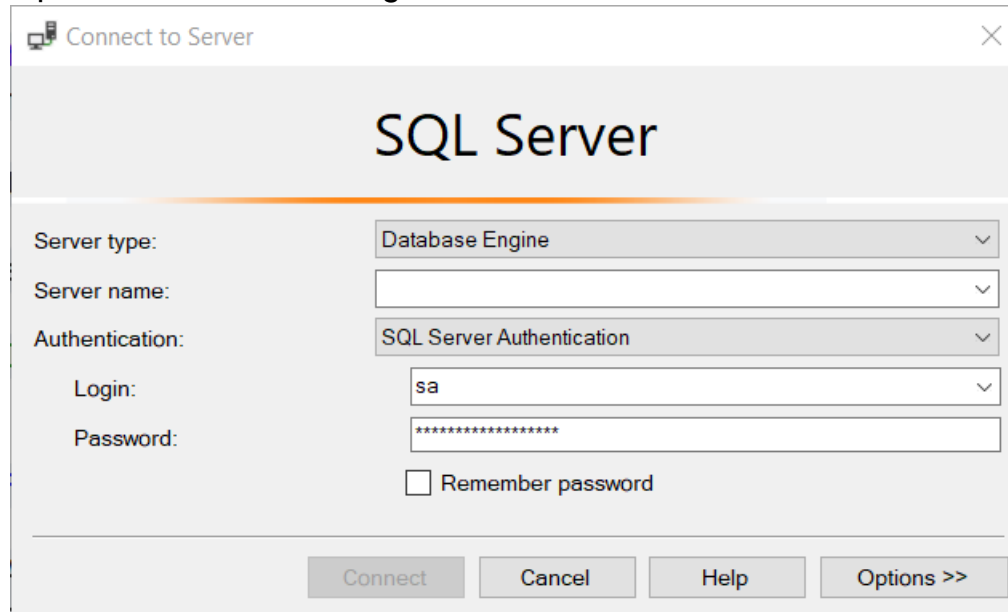 Connect to Server
SQL Server
Server type:
Database Engine
Server name:
Authentication:
SQL Server Authentication
Login:
sa
Password:
******************
Remember password
Connect
Cancel
Help
Options >>